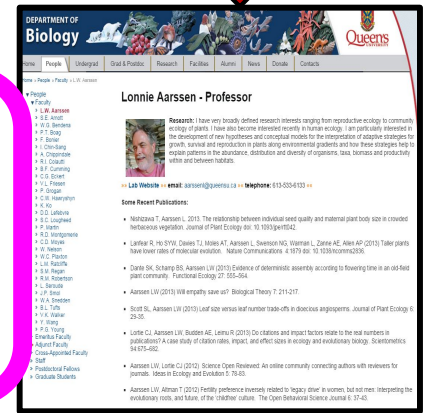 DEPARTMENT OF
Biology
Queen's
UNIVERSITY
Home People Undergrad Grad & Postdoc Research Facilities Alumni News Donate Contacts
Home > People > Faculty > L.W. Aarssen
People
Faculty
L.W. Aarssen
S.E. Arnott
W.G. Bendena
P.T. Boag
F. Bonier
I. Chin-Sang
A. Chippindale
R.I. Colautti
B.F. Cumming
C.G. Eckert
V.L. Friesen
P. Grogan
C.W. Hawryshyn
K. Ko
D.D. Lefebvre
S.C. Lougheed
P. Martin
R.D. Montgomerie
C.D. Moyes
W. Nelson
W.C. Plaxton
L.M. Ratcliffe
S.M. Regan
R.M. Robertson
L. Seroude
J.P. Smol
W.A. Snedden
B.L. Tufts
V.K. Walker
Y. Wang
P.G. Young
Emeritus Faculty
Adjunct Faculty
Cross-Appointed Faculty
Staff
Postdoctoral Fellows
Graduate Students
Lonnie Aarssen - Professor
Research: I have very broadly defined research interests ranging from reproductive ecology to community
ecology of plants. I have also become interested recently in human ecology. I am particularly interested in
the development of new hypotheses and conceptual models for the interpretation of adaptive strategies for
growth, survival and reproduction in plants along environmental gradients and how these strategies help to
explain patterns in the abundance, distribution and diversity of organisms, taxa, biomass and productivity
within and between habitats.
Lab Website email: aarssenl@queensu.ca telephone: 613-533-6133
Some Recent Publications:
Nishizawa T, Aarssen L. 2013. The relationship between individual seed quality and maternal plant body size in crowded
herbaceous vegetation. Journal of Plant Ecology doi: 10.1093/jpe/rtt042.
Lanfear R, Ho SYW, Davies TJ, Moles AT, Aarssen L, Swenson NG, Warman L, Zanne AE, Allen AP (2013) Taller plants
have lower rates of molecular evolution. Nature Communications. 4:1879 doi: 10.1038/ncomms2836.
Dante SK, Schamp BS, Aarssen LW (2013) Evidence of deterministic assembly according to flowering time in an old-field
plant community. Functional Ecology 27: 555–564.
Aarssen LW (2013) Will empathy save us? Biological Theory 7: 211-217.
Scott SL, Aarssen LW (2013) Leaf size versus leaf number trade-offs in dioecious angiosperms. Journal of Plant Ecology 6:
29-35.
Lortie CJ, Aarssen LW, Budden AE, Leimu R (2013) Do citations and impact factors relate to the real numbers in
publications? A case study of citation rates, impact, and effect sizes in ecology and evolutionary biology. Scientometrics
94:675–682.
Aarssen LW, Lortie CJ (2012) Science Open Reviewed: An online community connecting authors with reviewers for
journals. Ideas in Ecology and Evolution 5: 78-83.
Aarssen LW, Altman T (2012) Fertility preference inversely related to 'legacy drive' in women, but not men: Interpreting the
evolutionary roots, and future, of the 'childfree' culture. The Open Behavioral Science Journal 6: 37-43.